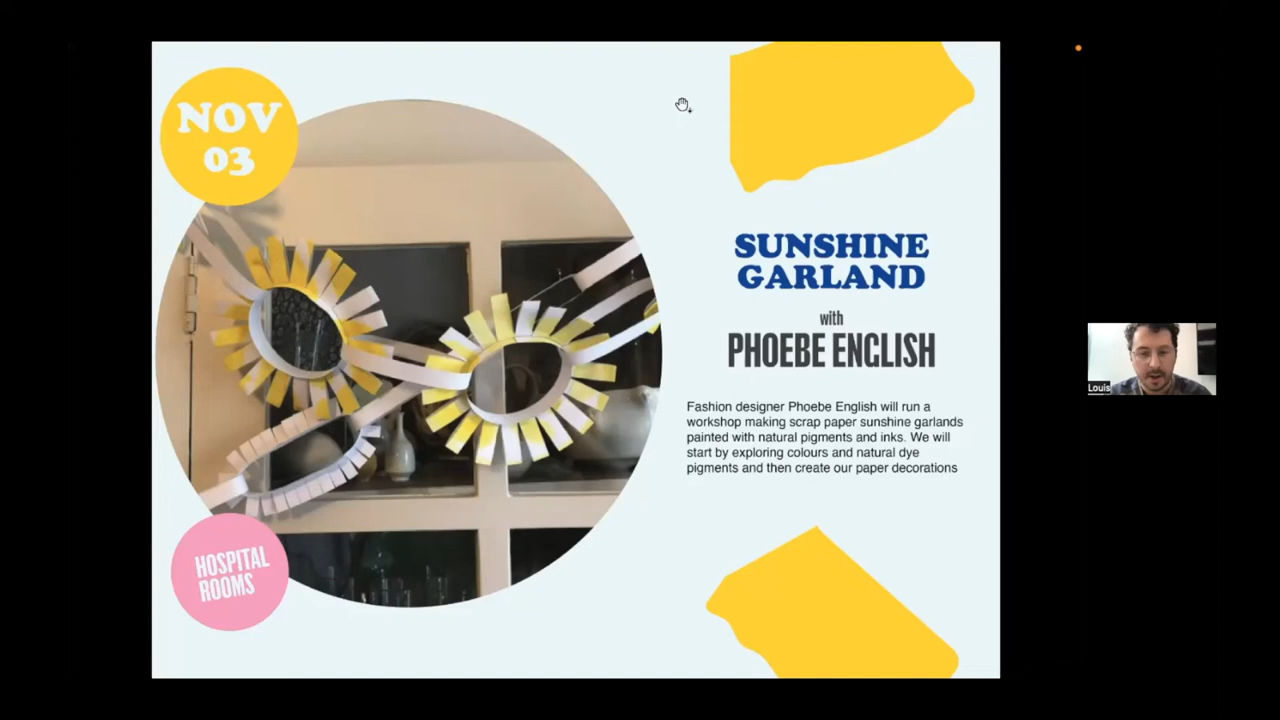 NOV
03
SUNSHINE
GARLAND
with
PHOEBE ENGLISH
Fashion designer Phoebe English will run a
workshop making scrap paper sunshine garlands
painted with natural pigments and inks. We will
start by exploring colours and natural dye
pigments and then create our paper decorations
HOSPITAL
ROOMS
Louis